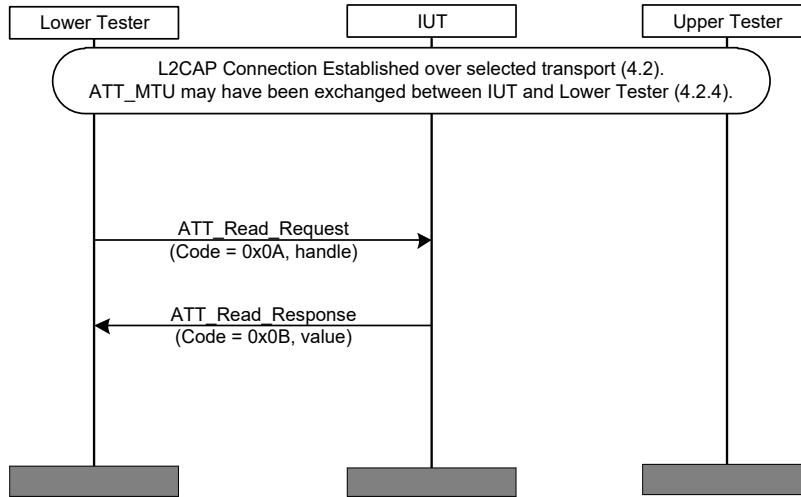 Lower Tester
IUT
Upper Tester
L2CAP Connection Established over selected transport (4.2).
ATT_MTU may have been exchanged between IUT and Lower Tester (4.2.4).
ATT_Read_Request
(Code = 0x0A, handle)
ATT_Read_Response
(Code = 0x0B, value)